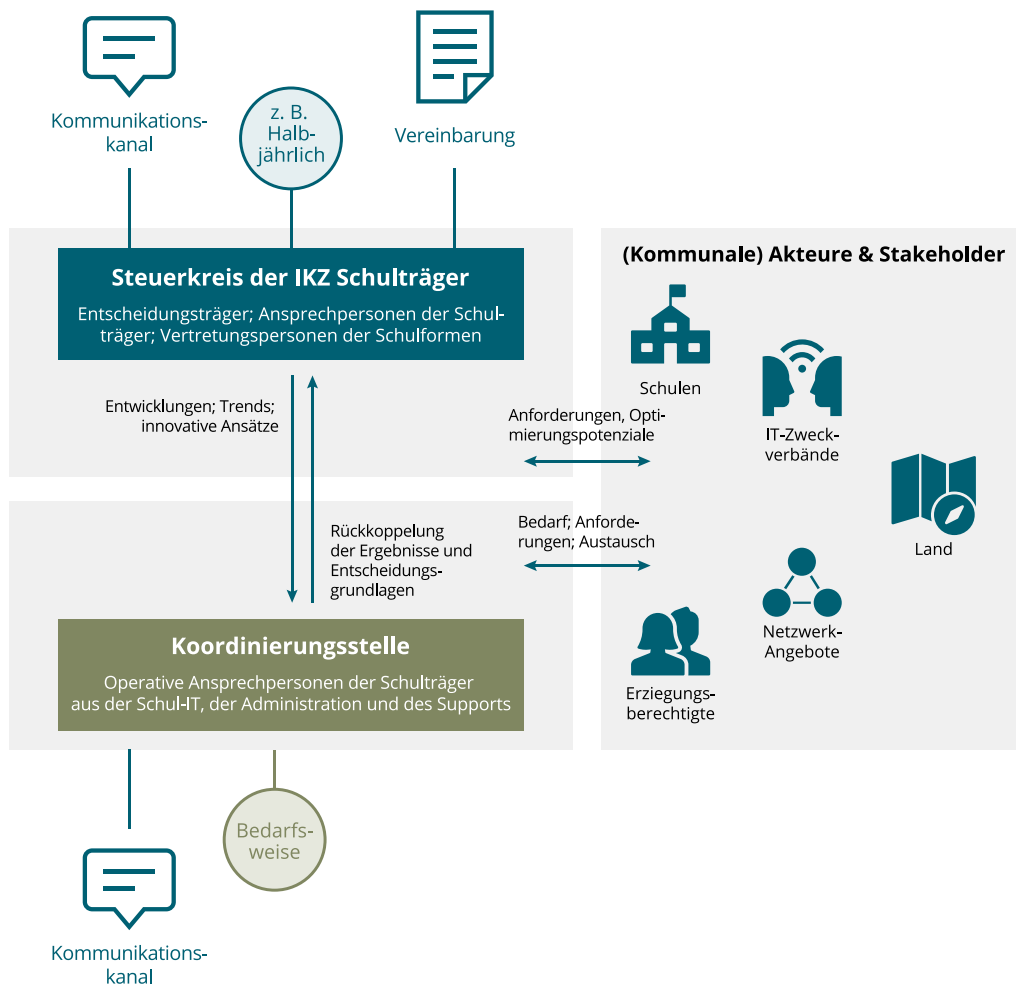 Kommunikations-
kanal
z. B.
Halb-
jährlich
Vereinbarung
Steuerkreis der IKZ Schulträger
Entscheidungsträger; Ansprechpersonen der Schul-
träger; Vertretungspersonen der Schulformen
Entwicklungen; Trends;
innovative Ansätze
Rückkoppelung
der Ergebnisse und
Entscheidungs-
grundlagen
Anforderungen, Opti-
mierungspotenziale
Bedarf; Anforde-
rungen; Austausch
Koordinierungsstelle
Operative Ansprechpersonen der Schulträger
aus der Schul-IT, der Administration und des Supports
Bedarfs-
weise
Kommunikations-
kanal
(Kommunale) Akteure & Stakeholder
Schulen
IT-Zweck-
verbände
Land
Netzwerk-
Angebote
Erziegungs-
berechtigte